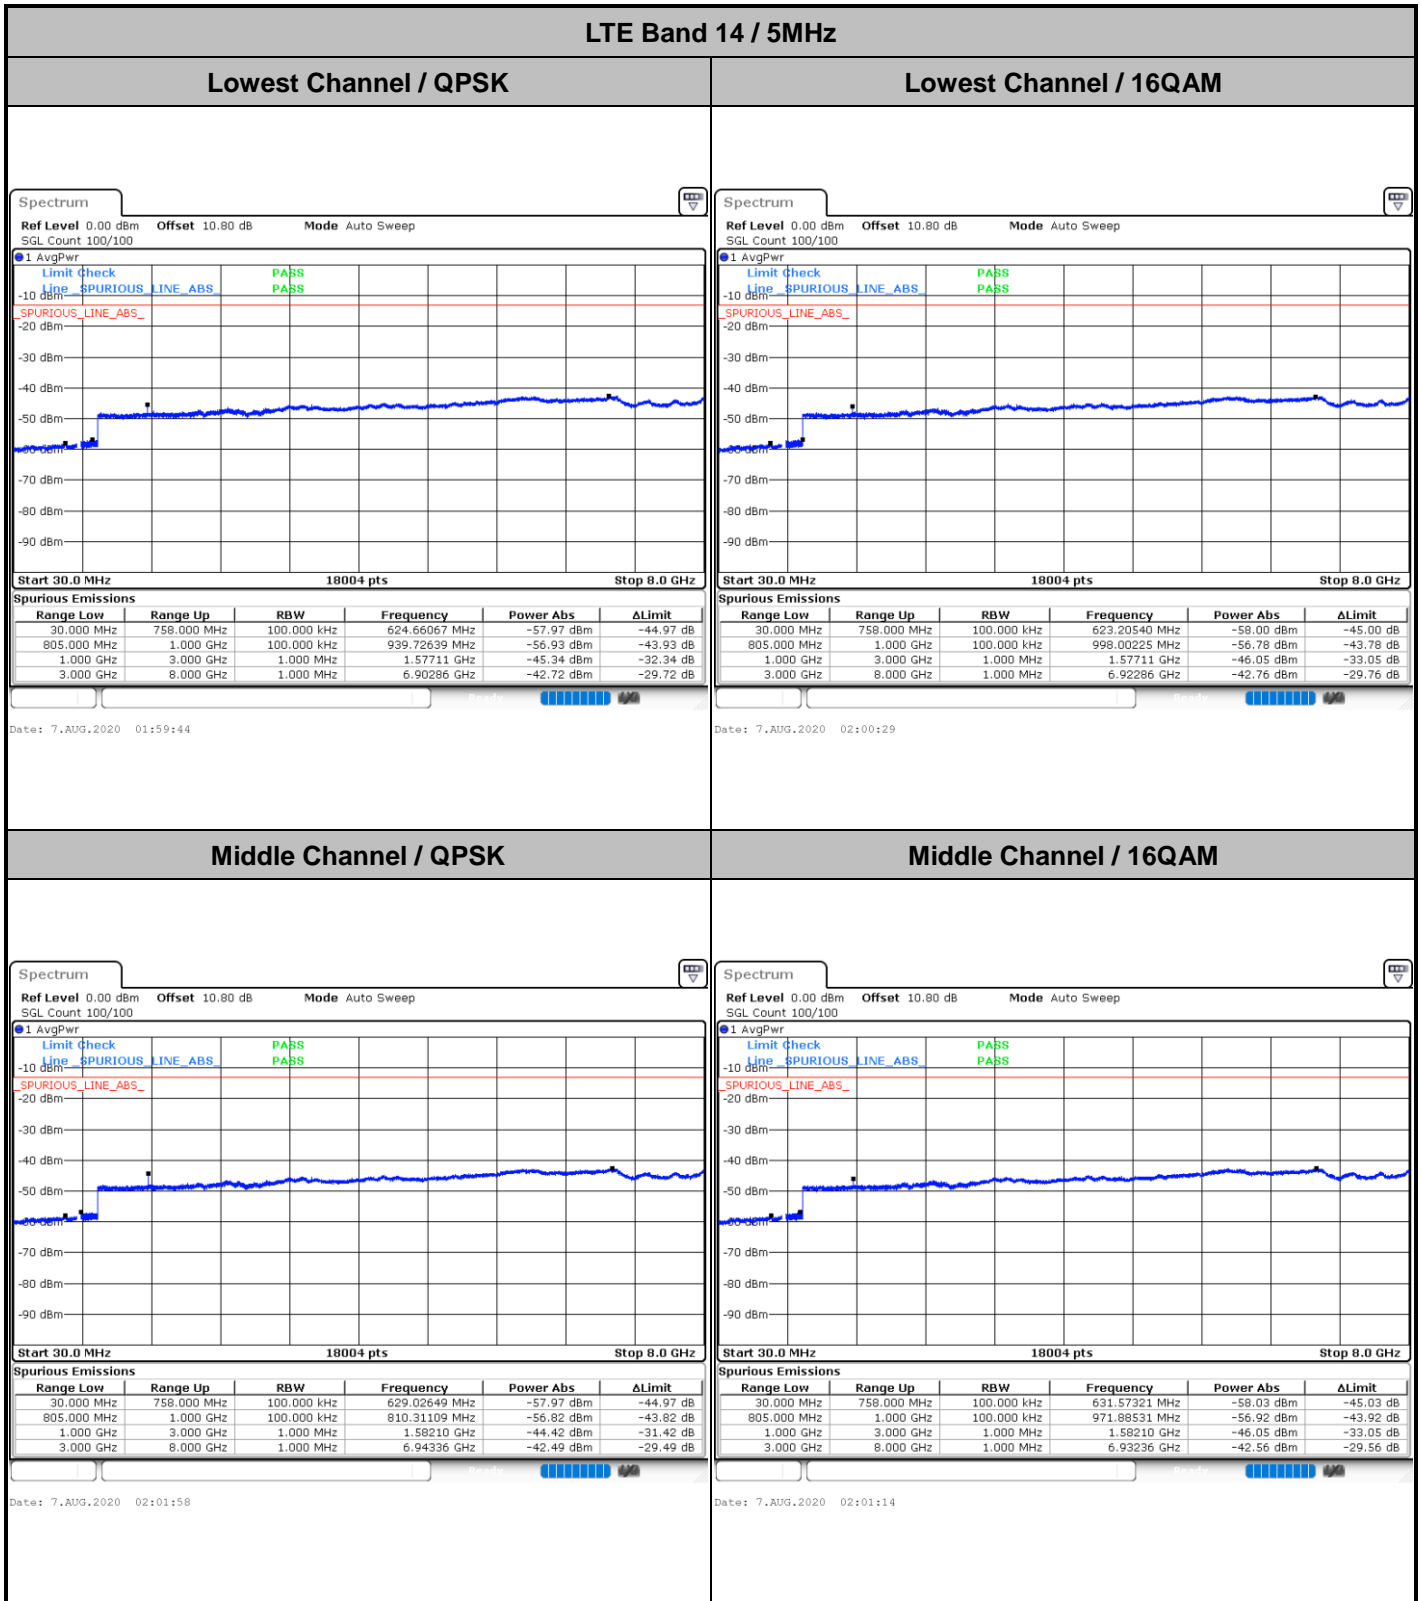 LTE Band 14 / 5MHz
Lowest Channel / QPSK
Lowest Channel / 16QAM
Spectrum
Ref Level 0.00 dBm Offset 10.80 dB Mode Auto Sweep
SGL Count 100/100
1 AvgPwr
Limit Check PASS
Line _SPURIOUS_LINE_ABS_ PASS
-10 dBm
_SPURIOUS_LINE_ABS_
-20 dBm
-30 dBm
-40 dBm
-50 dBm
-60 dBm
-70 dBm
-80 dBm
-90 dBm
Start 30.0 MHz 18004 pts Stop 8.0 GHz
Spurious Emissions
Range Low Range Up RBW Frequency Power Abs ΔLimit
30.000 MHz 758.000 MHz 100.000 kHz 624.66067 MHz -57.97 dBm -44.97 dB
805.000 MHz 1.000 GHz 100.000 kHz 939.72639 MHz -56.93 dBm -43.93 dB
1.000 GHz 3.000 GHz 1.000 MHz 1.57711 GHz -45.34 dBm -32.34 dB
3.000 GHz 8.000 GHz 1.000 MHz 6.90286 GHz -42.72 dBm -29.72 dB
Ready
Date: 7.AUG.2020 01:59:44
Spectrum
Ref Level 0.00 dBm Offset 10.80 dB Mode Auto Sweep
SGL Count 100/100
1 AvgPwr
Limit Check PASS
Line _SPURIOUS_LINE_ABS_ PASS
-10 dBm
_SPURIOUS_LINE_ABS_
-20 dBm
-30 dBm
-40 dBm
-50 dBm
-60 dBm
-70 dBm
-80 dBm
-90 dBm
Start 30.0 MHz 18004 pts Stop 8.0 GHz
Spurious Emissions
Range Low Range Up RBW Frequency Power Abs ΔLimit
30.000 MHz 758.000 MHz 100.000 kHz 623.20540 MHz -58.00 dBm -45.00 dB
805.000 MHz 1.000 GHz 100.000 kHz 998.00225 MHz -56.78 dBm -43.78 dB
1.000 GHz 3.000 GHz 1.000 MHz 1.57711 GHz -46.05 dBm -33.05 dB
3.000 GHz 8.000 GHz 1.000 MHz 6.92286 GHz -42.76 dBm -29.76 dB
Ready
Date: 7.AUG.2020 02:00:29
Middle Channel / QPSK
Middle Channel / 16QAM
Spectrum
Ref Level 0.00 dBm Offset 10.80 dB Mode Auto Sweep
SGL Count 100/100
1 AvgPwr
Limit Check PASS
Line _SPURIOUS_LINE_ABS_ PASS
-10 dBm
_SPURIOUS_LINE_ABS_
-20 dBm
-30 dBm
-40 dBm
-50 dBm
-60 dBm
-70 dBm
-80 dBm
-90 dBm
Start 30.0 MHz 18004 pts Stop 8.0 GHz
Spurious Emissions
Range Low Range Up RBW Frequency Power Abs ΔLimit
30.000 MHz 758.000 MHz 100.000 kHz 629.02649 MHz -57.97 dBm -44.97 dB
805.000 MHz 1.000 GHz 100.000 kHz 810.31109 MHz -56.82 dBm -43.82 dB
1.000 GHz 3.000 GHz 1.000 MHz 1.58210 GHz -44.42 dBm -31.42 dB
3.000 GHz 8.000 GHz 1.000 MHz 6.94336 GHz -42.49 dBm -29.49 dB
Ready
Date: 7.AUG.2020 02:01:58
Spectrum
Ref Level 0.00 dBm Offset 10.80 dB Mode Auto Sweep
SGL Count 100/100
1 AvgPwr
Limit Check PASS
Line _SPURIOUS_LINE_ABS_ PASS
-10 dBm
_SPURIOUS_LINE_ABS_
-20 dBm
-30 dBm
-40 dBm
-50 dBm
-60 dBm
-70 dBm
-80 dBm
-90 dBm
Start 30.0 MHz 18004 pts Stop 8.0 GHz
Spurious Emissions
Range Low Range Up RBW Frequency Power Abs ΔLimit
30.000 MHz 758.000 MHz 100.000 kHz 631.57321 MHz -58.03 dBm -45.03 dB
805.000 MHz 1.000 GHz 100.000 kHz 971.88531 MHz -56.92 dBm -43.92 dB
1.000 GHz 3.000 GHz 1.000 MHz 1.58210 GHz -46.05 dBm -33.05 dB
3.000 GHz 8.000 GHz 1.000 MHz 6.93236 GHz -42.56 dBm -29.56 dB
Ready
Date: 7.AUG.2020 02:01:14